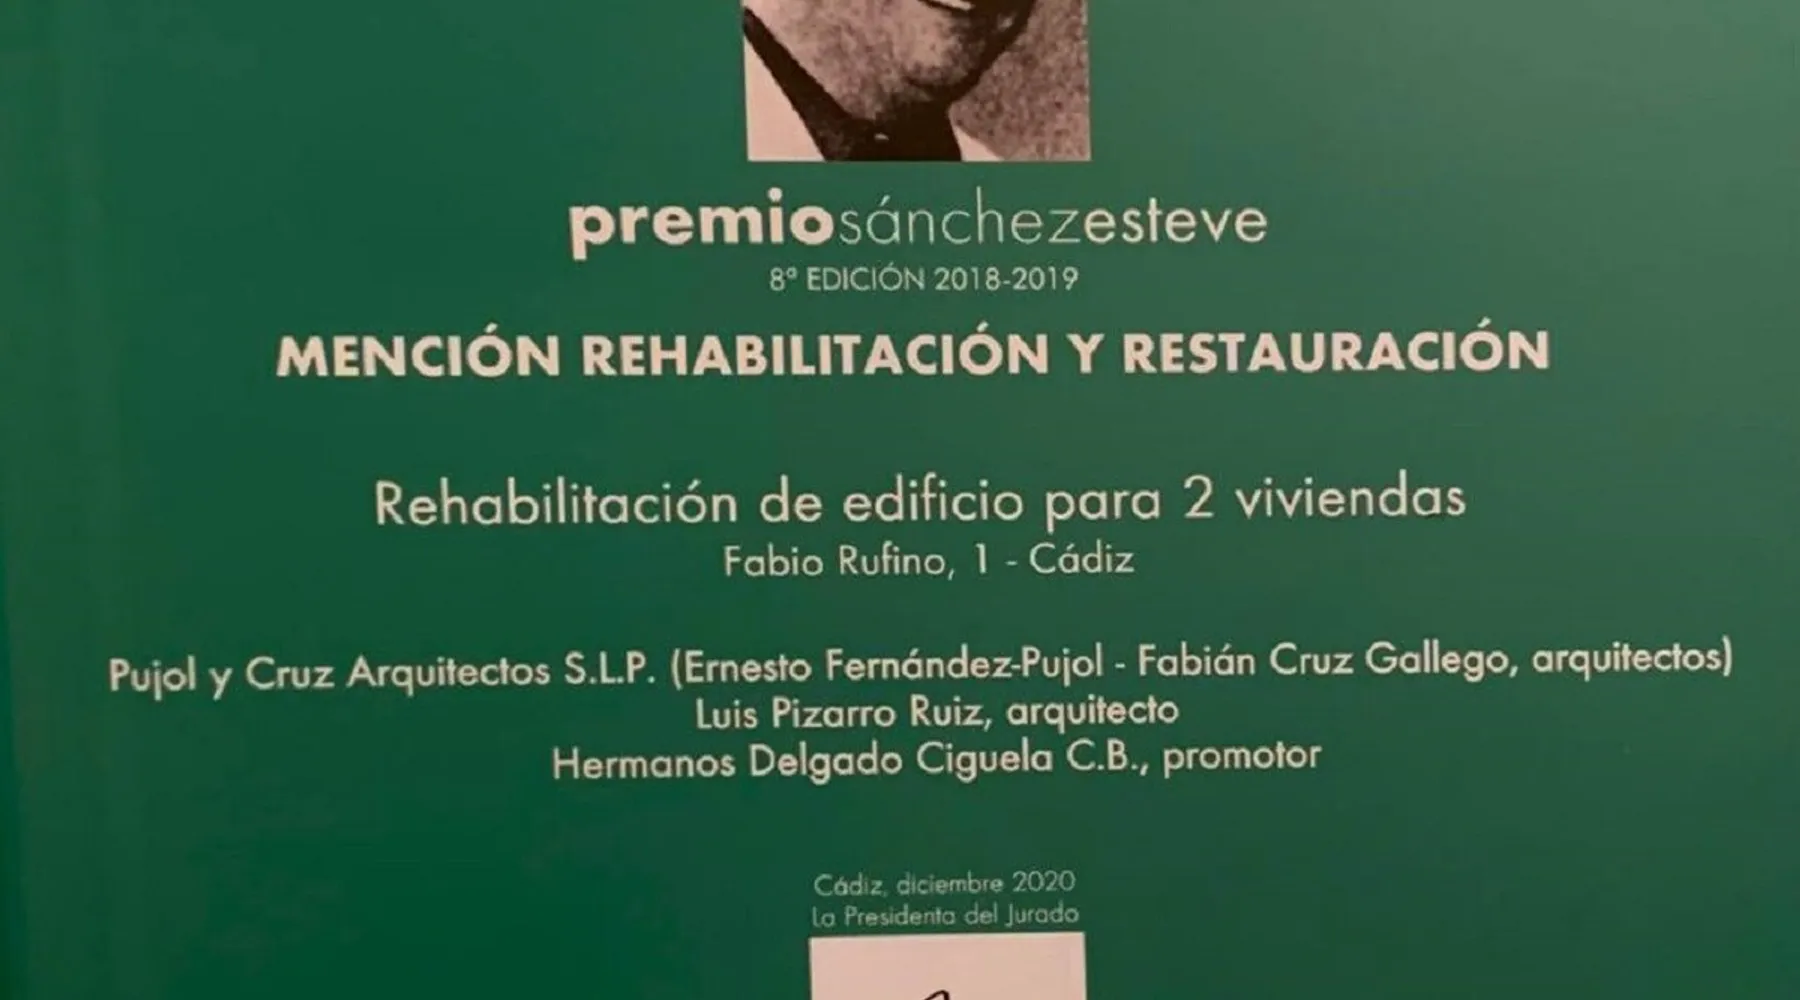 premiosánchezesteve
8ª EDICIÓN 2018-2019
MENCIÓN REHABILITACIÓN Y RESTAURACIÓN
Rehabilitación de edificio para 2 viviendas
Fabio Rufino, 1 - Cádiz
Pujol y Cruz Arquitectos S.L.P. (Ernesto Fernández-Pujol - Fabián Cruz Gallego, arquitectos)
Luis Pizarro Ruiz, arquitecto
Hermanos Delgado Ciguela C.B., promotor
Cádiz, diciembre 2020
La Presidenta del Jurado